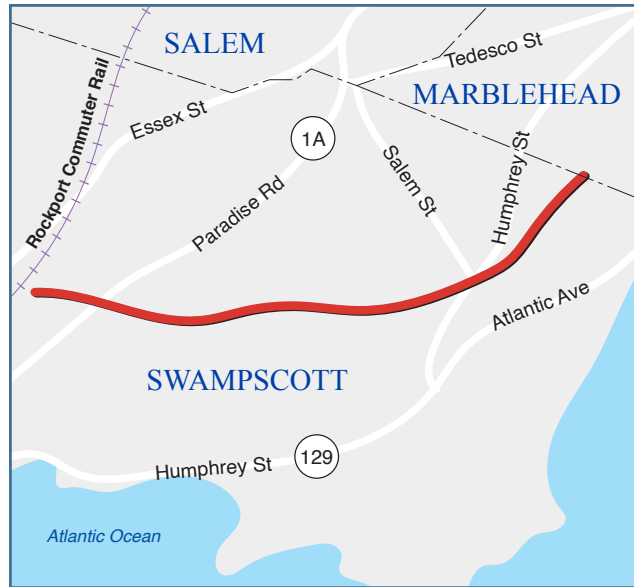 SALEM
Tedesco St
MARBLEHEAD
Essex St
1A
Rockport Commuter Rail
Salem St
Humphrey St
Paradise Rd
Atlantic Ave
SWAMPSCOTT
129
Humphrey St
Atlantic Ocean